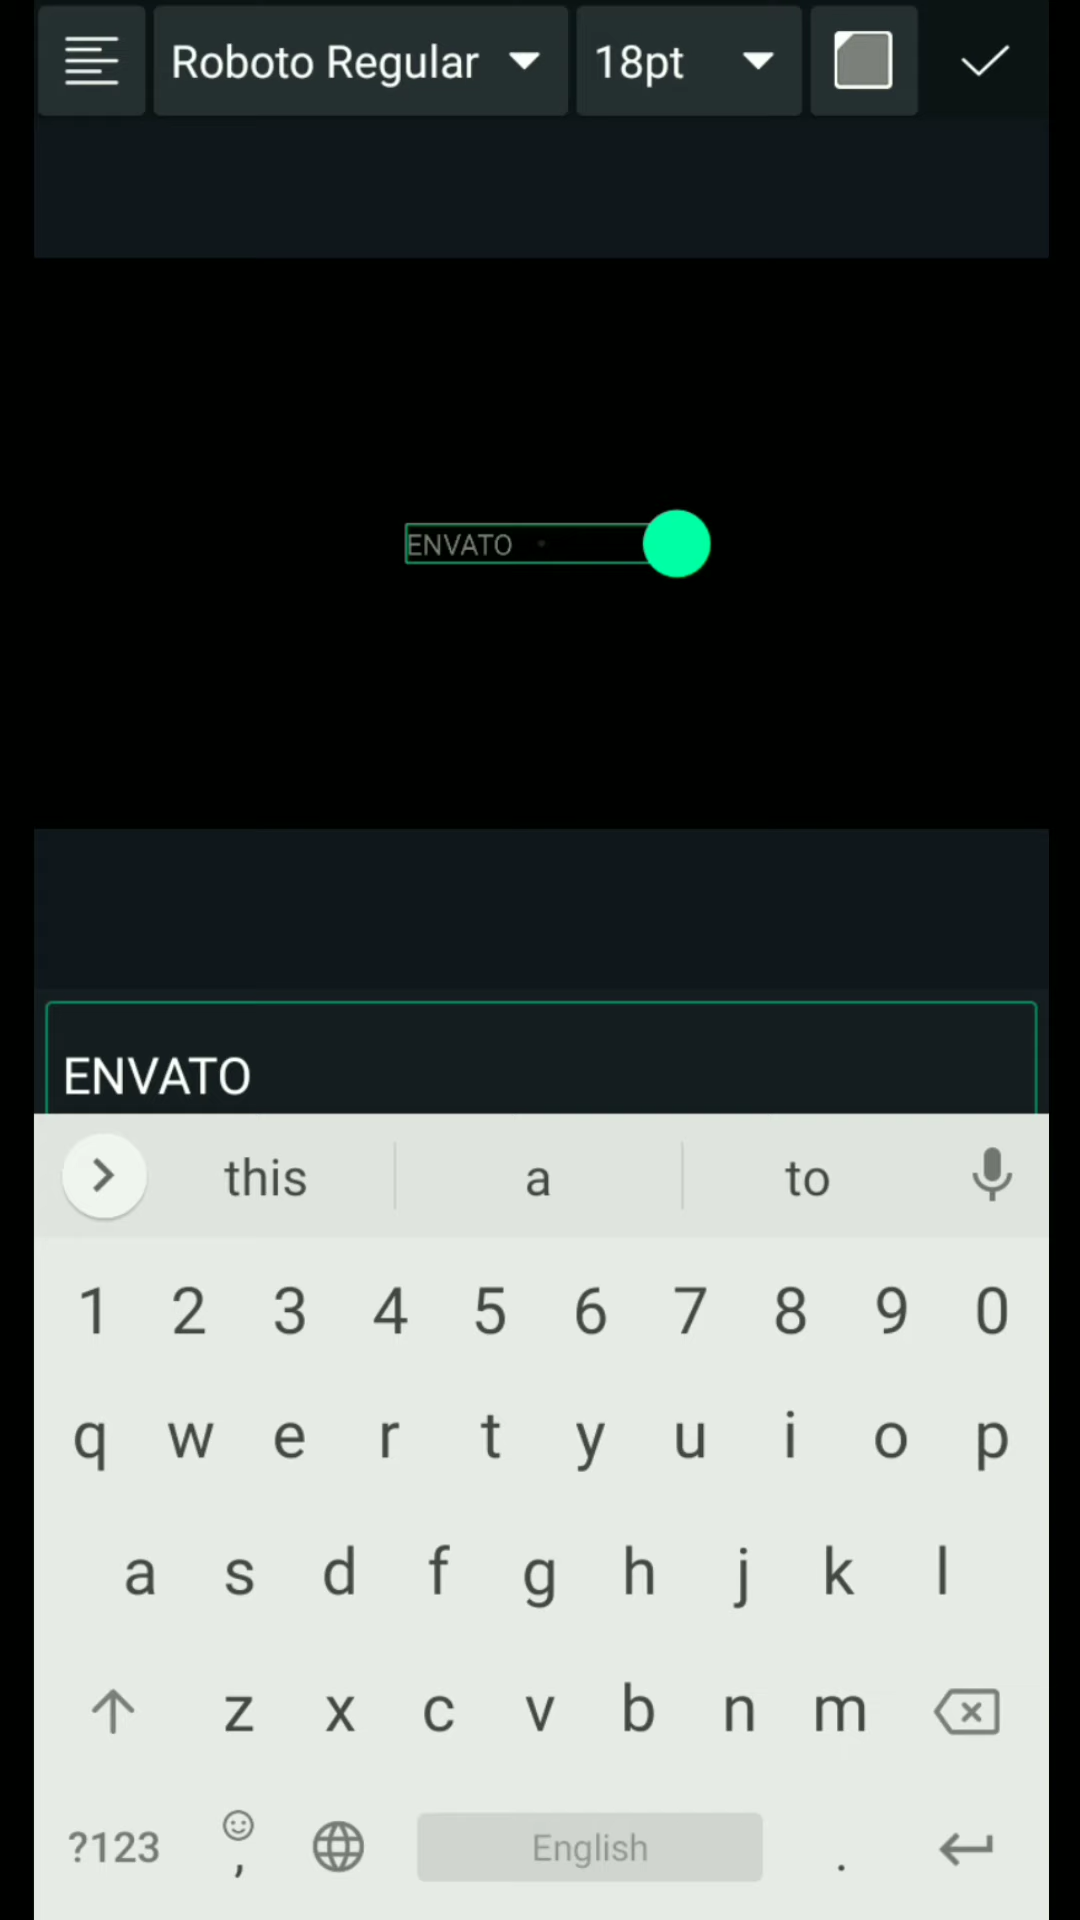 Roboto Regular 18pt
ENVATO
ENVATO
this a to
1 2 3 4 5 6 7 8 9 0
q w e r t y u i o p
a s d f g h j k l
z x c v b n m
?123 , English .